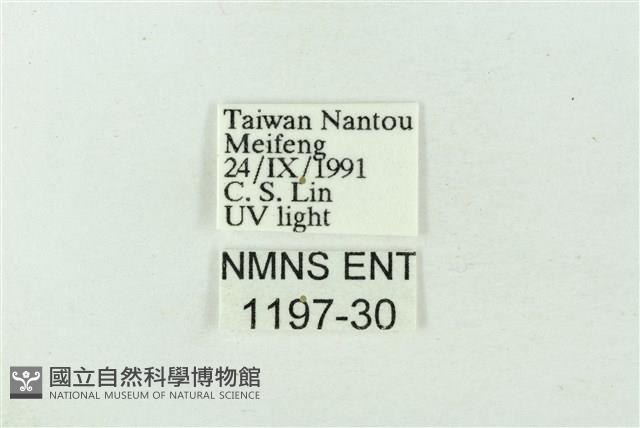 Taiwan Nantou
Meifeng
24/IX/1991
C. S. Lin
UV light
NMNS ENT
1197-30
國立自然科學博物館
NATIONAL MUSEUM OF NATURAL SCIENCE